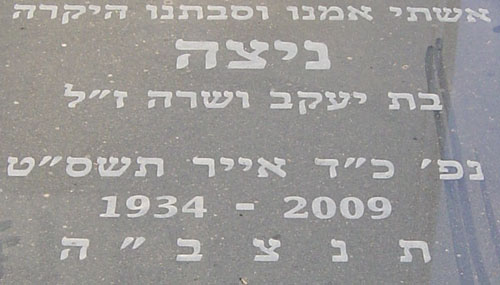 אשתי אמנו וסבתנו היקרה
ניצה
בת יעקב ושרה ז״ל
נפ׳ כ״ד אייר תשס״ט
1934 - 2009
ת נ צ ב ״ ה